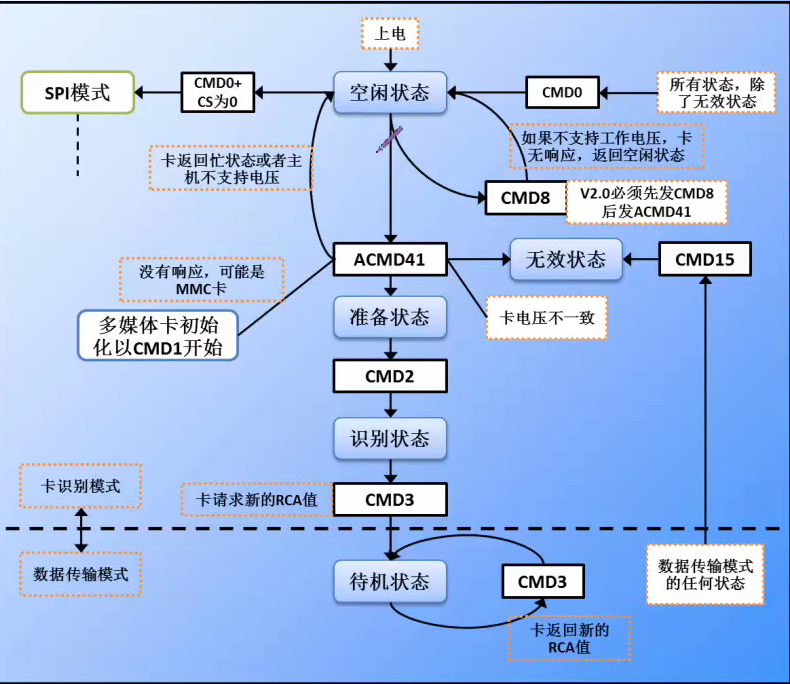 上电
SPI模式
CMD0+
CS为0
空闲状态
CMD0
所有状态，除
了无效状态
卡返回忙状态或者主
机不支持电压
如果不支持工作电压，卡
无响应，返回空闲状态
CMD8
V2.0必须先发CMD8
后发ACMD41
没有响应，可能是
MMC卡
ACMD41
无效状态
CMD15
多媒体卡初始
化以CMD1开始
准备状态
卡电压不一致
CMD2
识别状态
卡识别模式
卡请求新的RCA值
CMD3
数据传输模式
待机状态
CMD3
数据传输模式
的任何状态
卡返回新的
RCA值